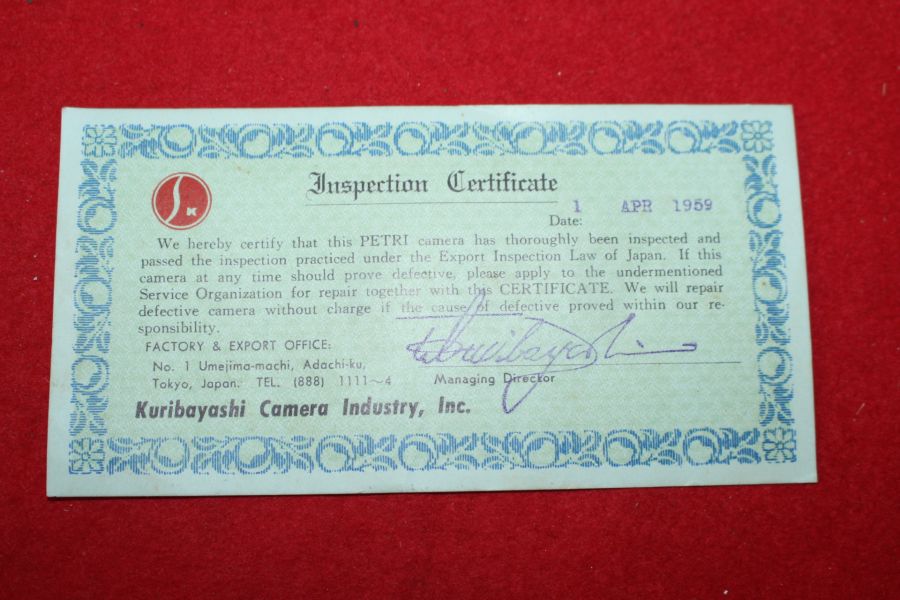 Inspection Certificate
1 APR 1959
Date:
K
We hereby certify that this PETRI camera has thoroughly been inspected and
passed the inspection practiced under the Export Inspection Law of Japan. If this
camera at any time should prove defective, please apply to the undermentioned
Service Organization for repair together with this CERTIFICATE. We will repair
defective camera without charge if the cause of defective proved within our re-
sponsibility.
FACTORY & EXPORT OFFICE:
No. 1 Umejima-machi, Adachi-ku,
Tokyo, Japan. TEL. (888) 1111~4
Kuribayashi
Managing Director
Kuribayashi Camera Industry, Inc.